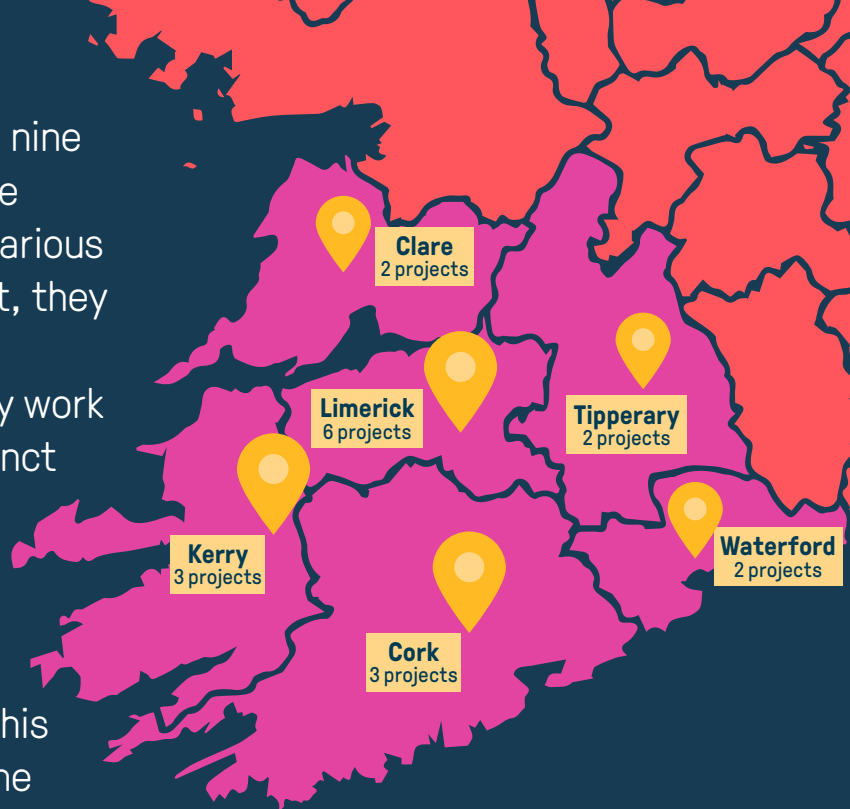 nine
e
arious
t, they
y work
nct
his
ne
Clare
2 projects
Limerick
6 projects
Tipperary
2 projects
Kerry
3 projects
Waterford
2 projects
Cork
3 projects